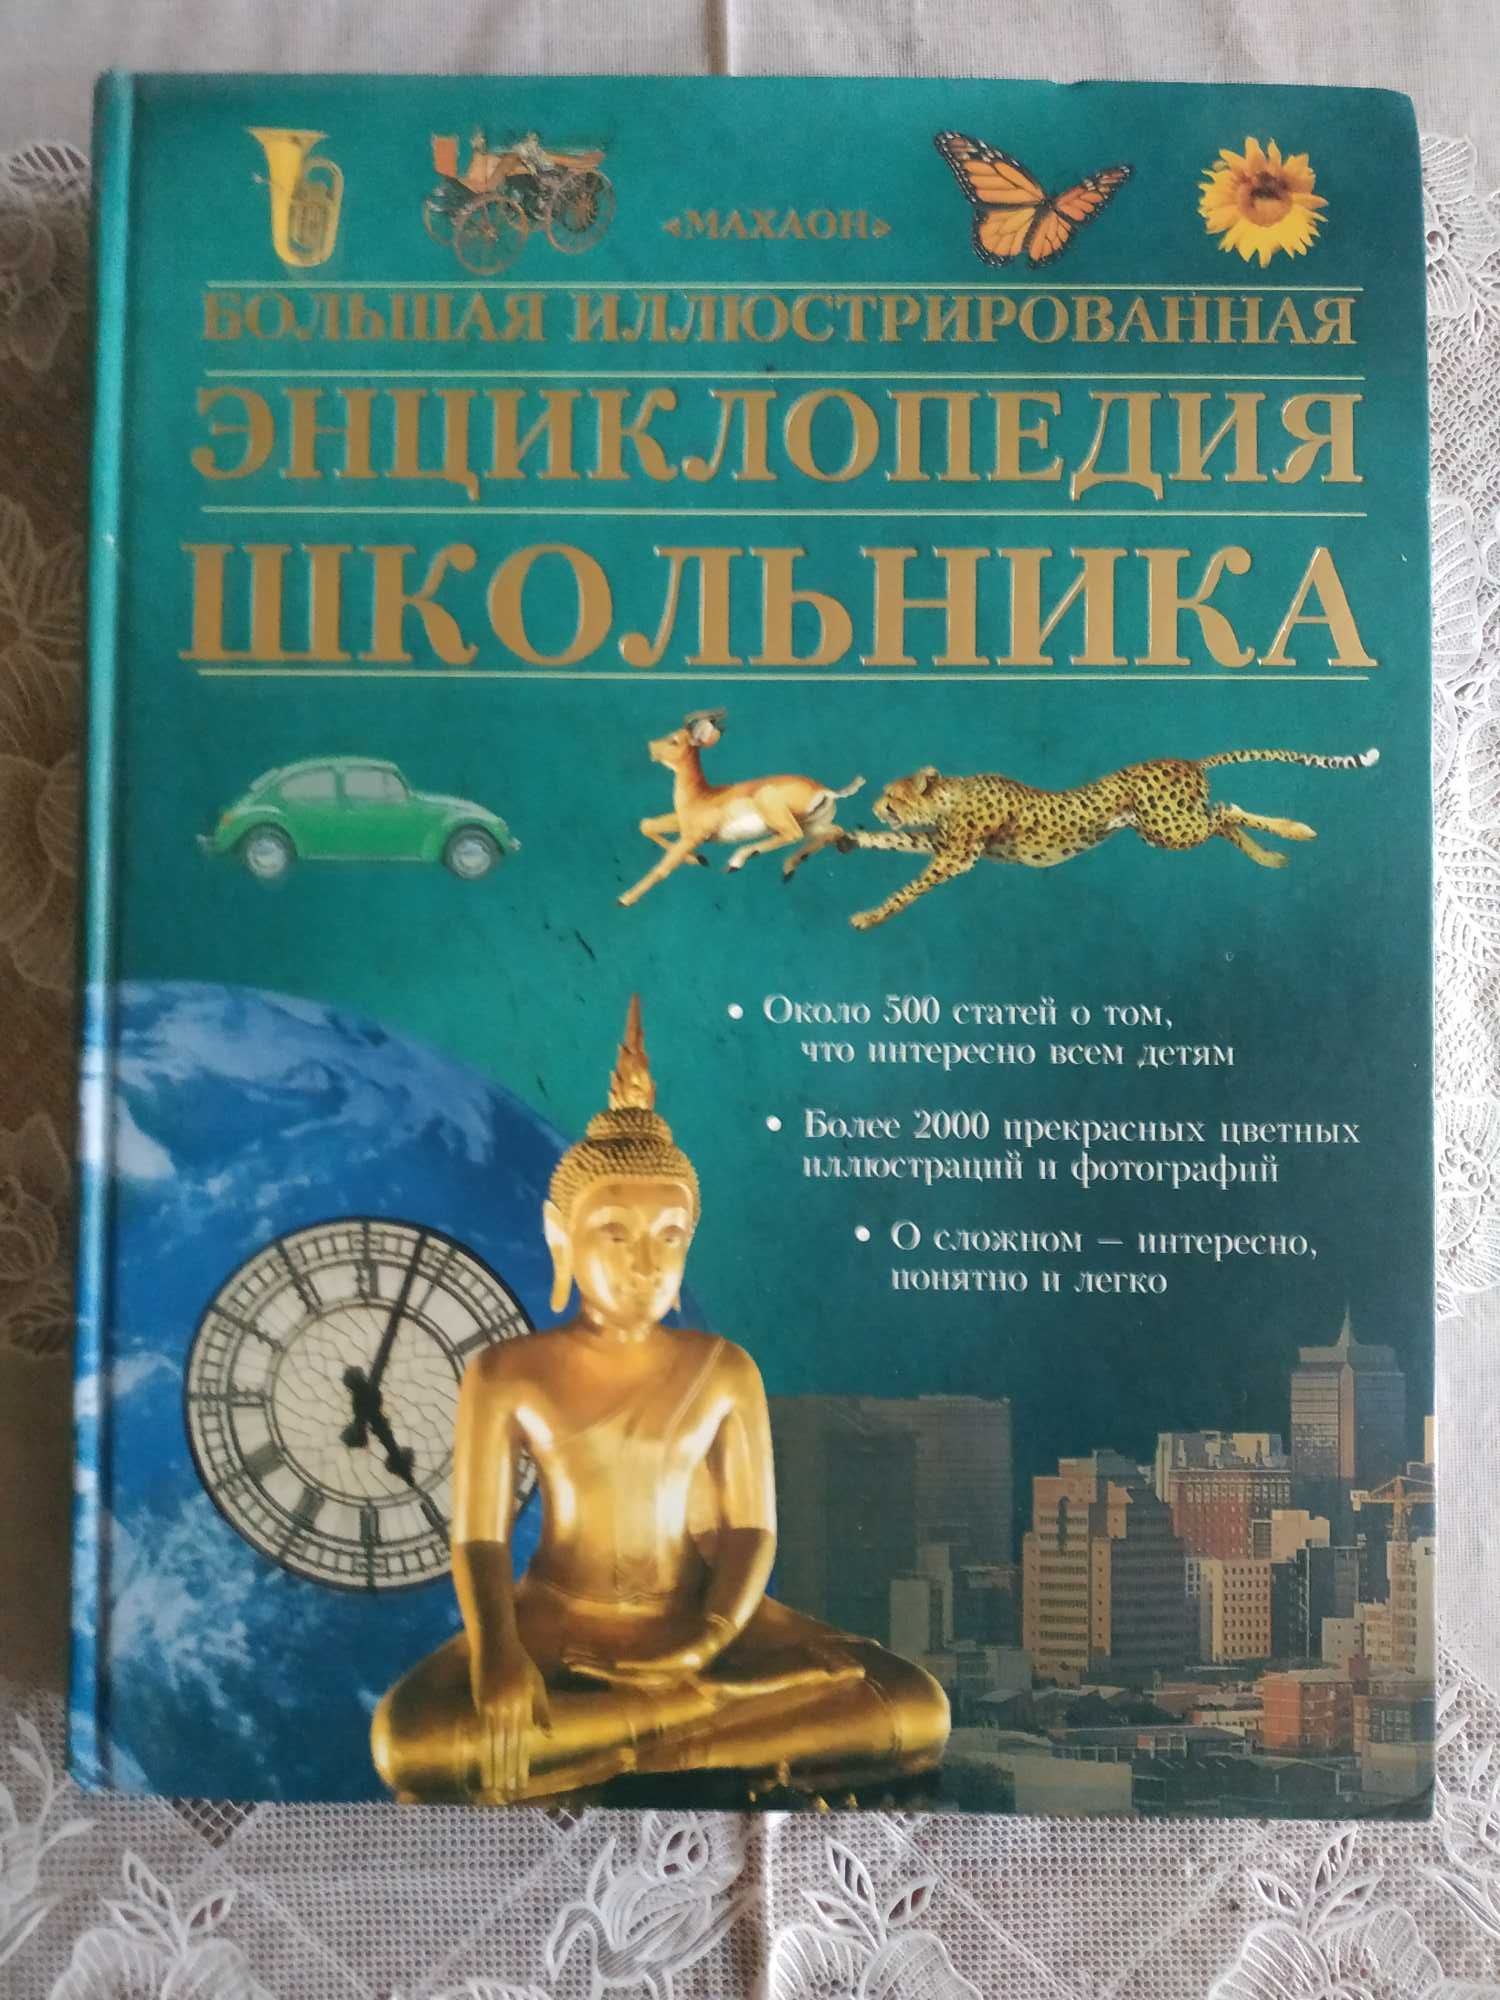 «МАХАОН»
БОЛЬШАЯ ИЛЛЮСТРИРОВАННАЯ
ЭНЦИКЛОПЕДИЯ
ШКОЛЬНИКА
• Около 500 статей о том,
что интересно всем детям
• Более 2000 прекрасных цветных
иллюстраций и фотографий
• О сложном – интересно,
понятно и легко